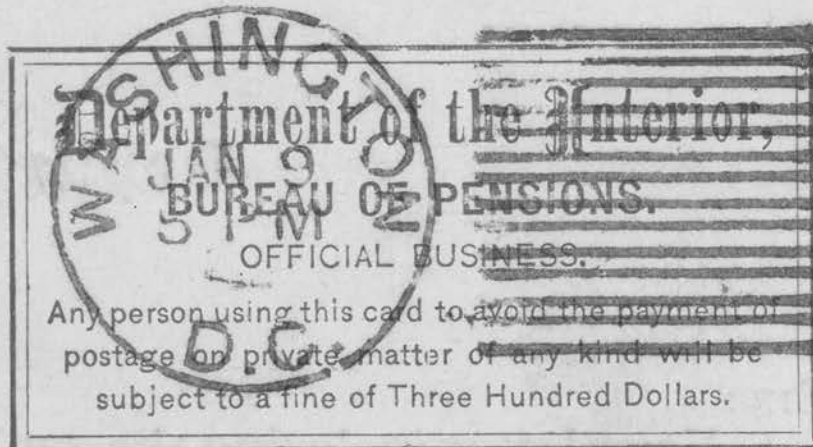 WASHINGTON
JAN 9
5 PM
D.C.
Department of the Interior,
BUREAU OF PENSIONS.
OFFICIAL BUSINESS.
Any person using this card to avoid the payment of
postage on private matter of any kind will be
subject to a fine of Three Hundred Dollars.